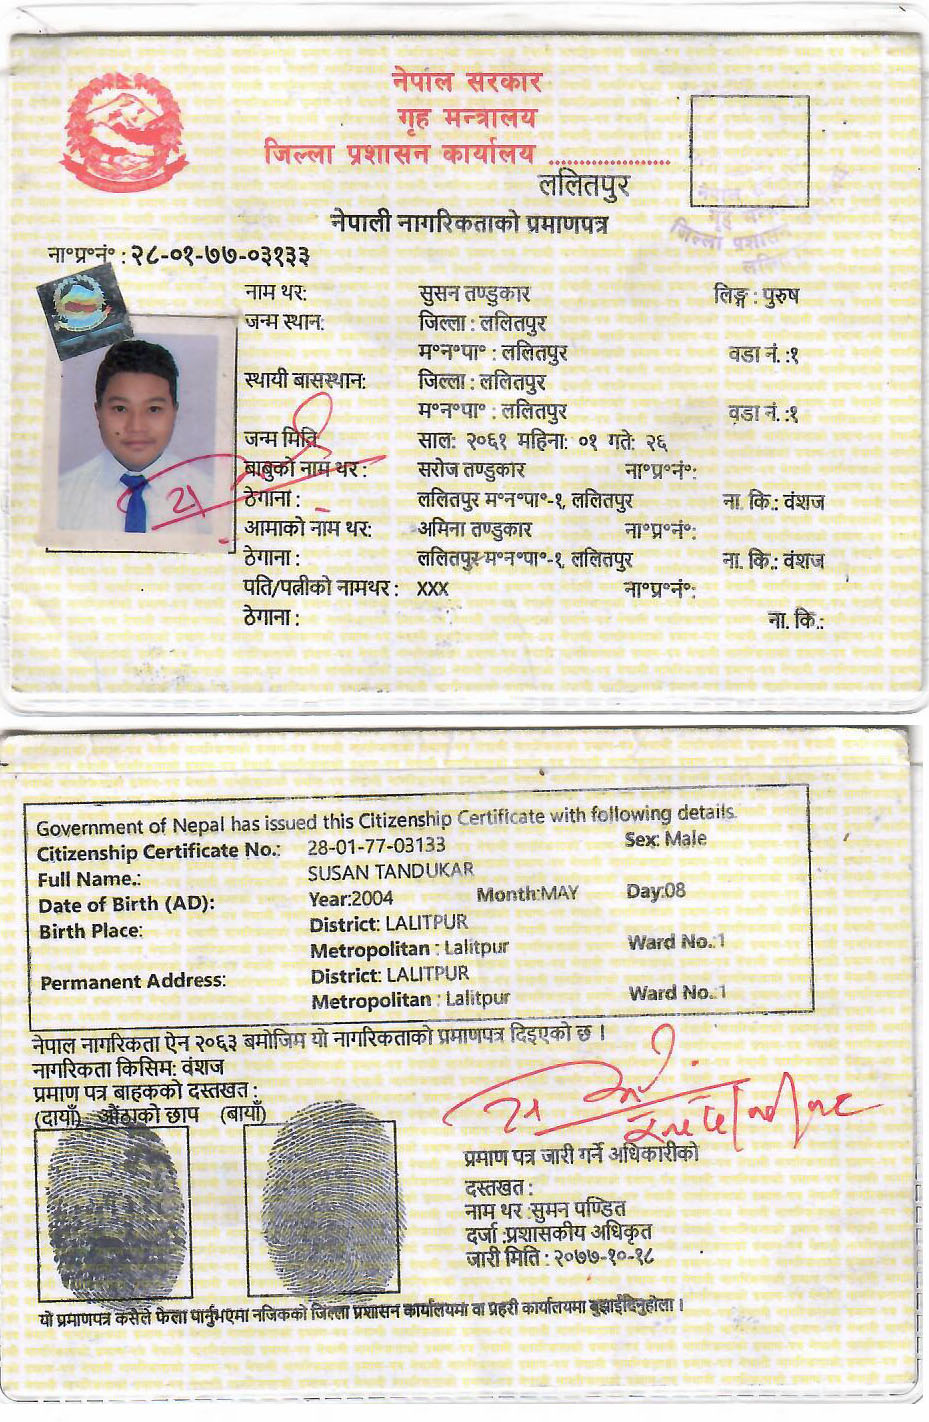 नेपाल सरकार
गृह मन्त्रालय
जिल्ला प्रशासन कार्यालय ......................
ललितपुर
नेपाली नागरिकताको प्रमाणपत्र
जिल्ला प्रशासन
ना॰प्र॰नं॰ : २८-०१-७७-०३१३३
नाम थर: सुसन तण्डुकार लिङ्ग : पुरुष
जन्म स्थान: जिल्ला : ललितपुर
म॰न॰पा॰ : ललितपुर वडा नं. :१
स्थायी बासस्थान: जिल्ला : ललितपुर
म॰न॰पा॰ : ललितपुर वडा नं. :१
जन्म मिति साल: २०६१ महिना: ०१ गते: २६
बाबुको नाम थर : सरोज तण्डुकार ना॰प्र॰नं॰:
ठेगाना : ललितपुर म॰न॰पा॰-१, ललितपुर ना. कि.: वंशज
आमाको नाम थर: अमिना तण्डुकार ना॰प्र॰नं॰:
ठेगाना : ललितपुर म॰न॰पा॰-१, ललितपुर ना. कि.: वंशज
पति/पत्नीको नामथर : XXX ना॰प्र॰नं॰:
ठेगाना : ना. कि.:
Government of Nepal has issued this Citizenship Certificate with following details.
Citizenship Certificate No.: 28-01-77-03133 Sex: Male
Full Name.: SUSAN TANDUKAR
Date of Birth (AD): Year:2004 Month:MAY Day:08
Birth Place: District: LALITPUR
Metropolitan : Lalitpur Ward No.:1
Permanent Address: District: LALITPUR
Metropolitan : Lalitpur Ward No.:1
नेपाल नागरिकता ऐन २०६३ बमोजिम यो नागरिकताको प्रमाणपत्र दिइएको छ ।
नागरिकता किसिम: वंशज
प्रमाण पत्र बाहकको दस्तखत :
(दायाँ) औंठाको छाप (बायाँ)
प्रमाण पत्र जारी गर्ने अधिकारीको
दस्तखत :
नाम थर :सुमन पण्डित
दर्जा :प्रशासकीय अधिकृत
जारी मिति : २०७७-१०-१८
यो प्रमाणपत्र कसैले फेला पार्नुभएमा नजिकको जिल्ला प्रशासन कार्यालयमा वा प्रहरी कार्यालयमा बुझाईदिनुहोला ।